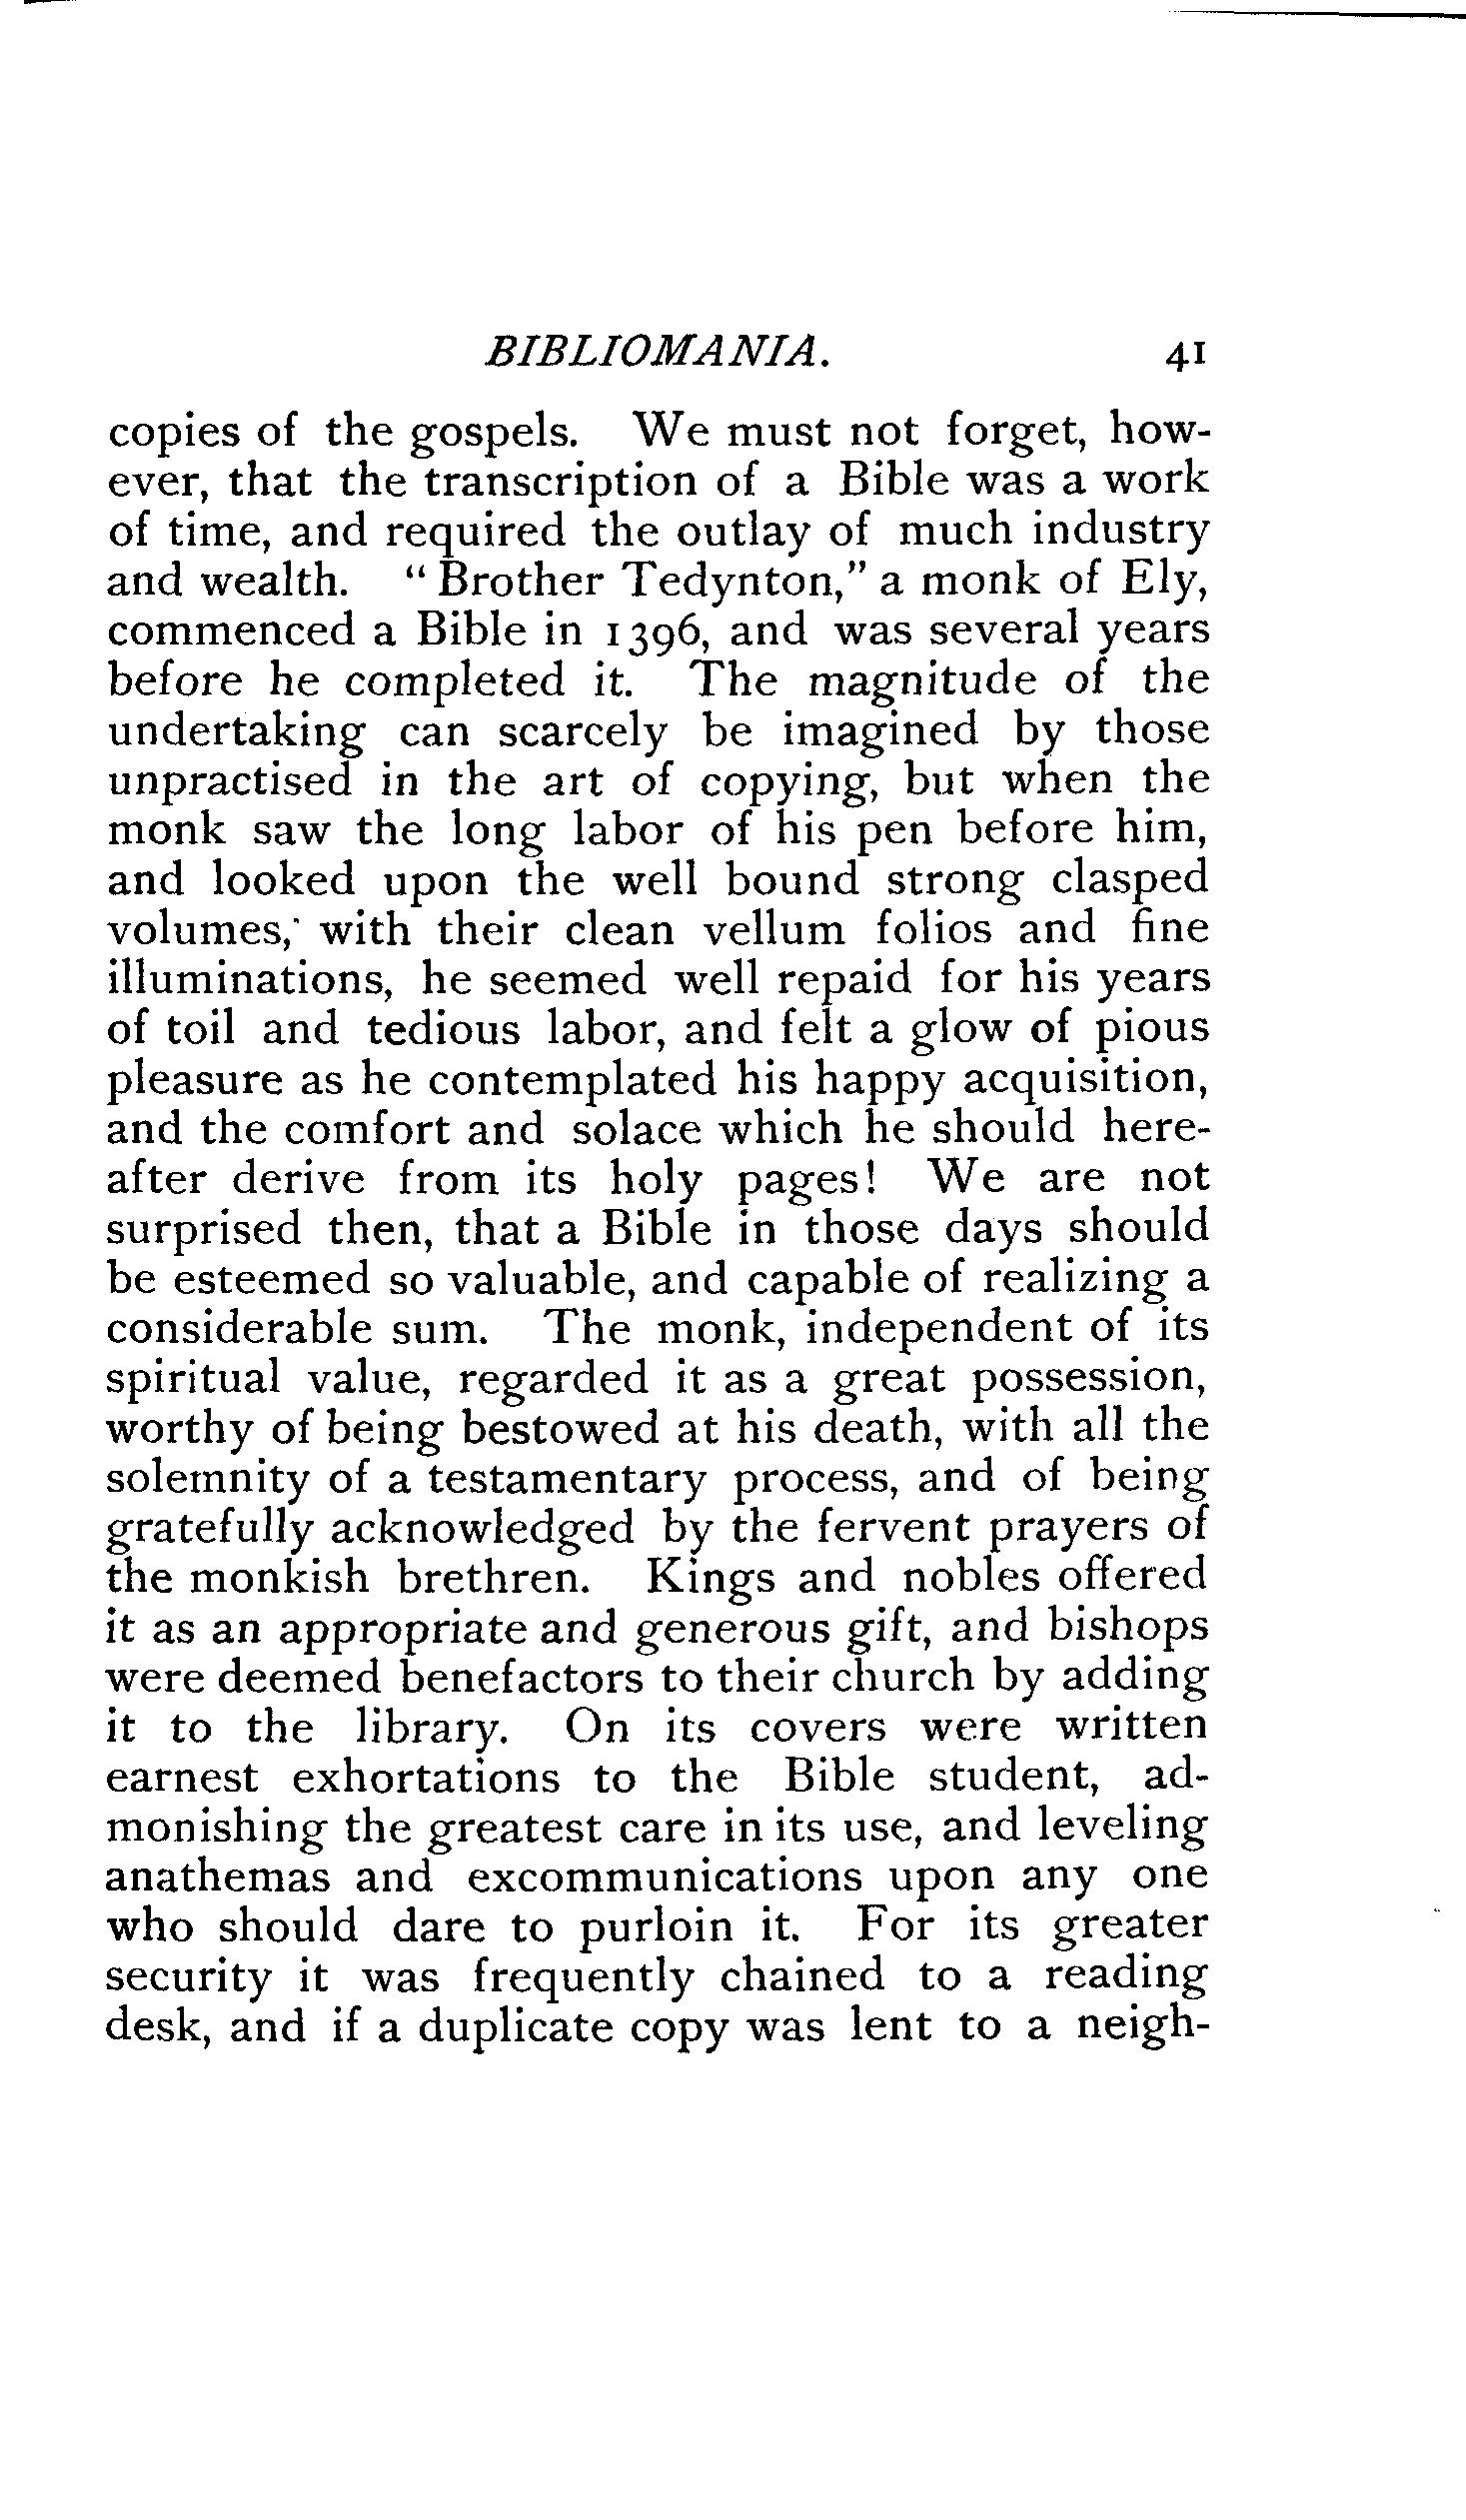 BIBLIOMANIA. 41
copies of the gospels. We must not forget, how-
ever, that the transcription of a Bible was a work
of time, and required the outlay of much industry
and wealth. "Brother Tedynton," a monk of Ely,
commenced a Bible in 1396, and was several years
before he completed it. The magnitude of the
undertaking can scarcely be imagined by those
unpractised in the art of copying, but when the
monk saw the long labor of his pen before him,
and looked upon the well bound strong clasped
volumes, with their clean vellum folios and fine
illuminations, he seemed well repaid for his years
of toil and tedious labor, and felt a glow of pious
pleasure as he contemplated his happy acquisition,
and the comfort and solace which he should here-
after derive from its holy pages! We are not
surprised then, that a Bible in those days should
be esteemed so valuable, and capable of realizing a
considerable sum. The monk, independent of its
spiritual value, regarded it as a great possession,
worthy of being bestowed at his death, with all the
solemnity of a testamentary process, and of being
gratefully acknowledged by the fervent prayers of
the monkish brethren. Kings and nobles offered
it as an appropriate and generous gift, and bishops
were deemed benefactors to their church by adding
it to the library. On its covers were written
earnest exhortations to the Bible student, ad-
monishing the greatest care in its use, and leveling
anathemas and excommunications upon any one
who should dare to purloin it. For its greater
security it was frequently chained to a reading
desk, and if a duplicate copy was lent to a neigh-